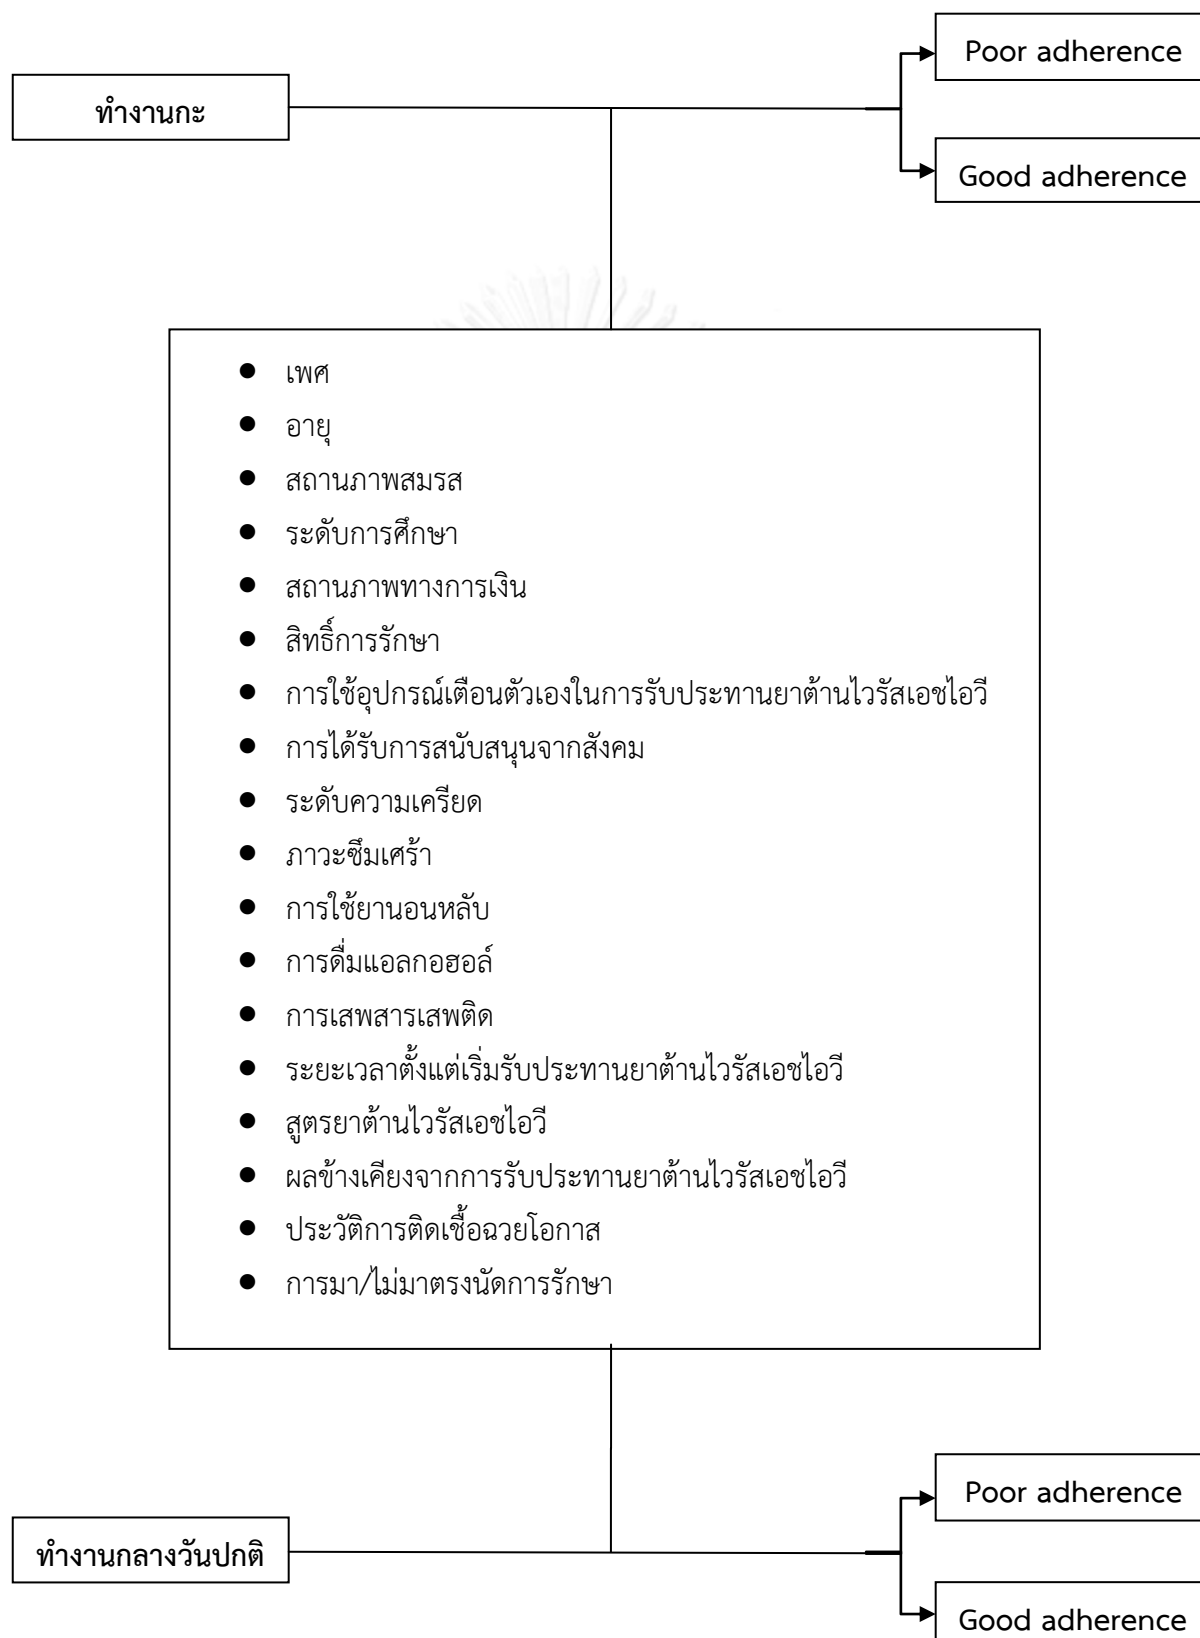 Poor adherence
ทำงานกะ
Good adherence
● เพศ
● อายุ
● สถานภาพสมรส
● ระดับการศึกษา
● สถานภาพทางการเงิน
● สิทธิ์การรักษา
● การใช้อุปกรณ์เตือนตัวเองในการรับประทานยาต้านไวรัสเอชไอวี
● การได้รับการสนับสนุนจากสังคม
● ระดับความเครียด
● ภาวะซึมเศร้า
● การใช้ยานอนหลับ
● การดื่มแอลกอฮอล์
● การเสพสารเสพติด
● ระยะเวลาตั้งแต่เริ่มรับประทานยาต้านไวรัสเอชไอวี
● สูตรยาต้านไวรัสเอชไอวี
● ผลข้างเคียงจากการรับประทานยาต้านไวรัสเอชไอวี
● ประวัติการติดเชื้อฉวยโอกาส
● การมา/ไม่มาตรงนัดการรักษา
Poor adherence
ทำงานกลางวันปกติ
Good adherence